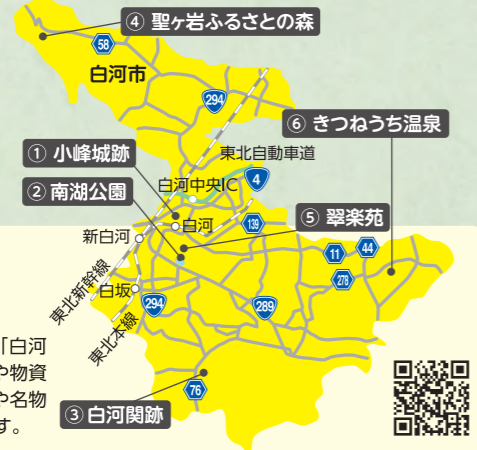 ④ 聖ヶ岩ふるさとの森
58
白河市
294
⑥ きつねうち温泉
① 小峰城跡
東北自動車道
② 南湖公園
白河中央IC
4
白河
139
⑤ 翠楽苑
新白河
11
44
278
白坂
東北新幹線
294
289
東北本線
「白河
や物資
や名物
す。
③ 白河関跡
76